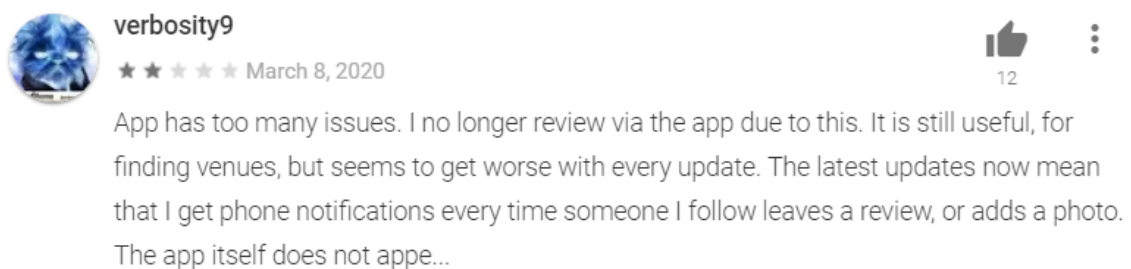 verbosity9
March 8, 2020
12
App has too many issues. I no longer review via the app due to this. It is still useful, for
finding venues, but seems to get worse with every update. The latest updates now mean
that I get phone notifications every time someone I follow leaves a review, or adds a photo.
The app itself does not appe...